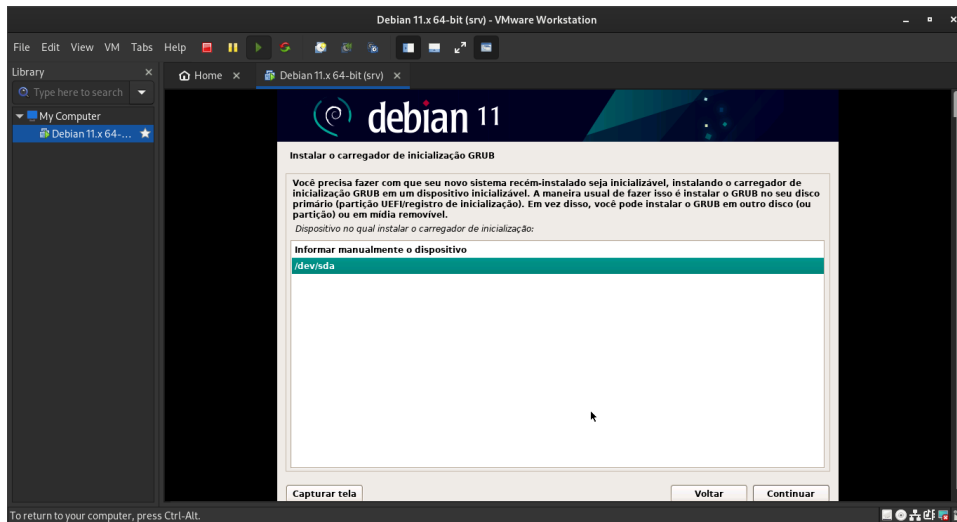 Debian 11.x 64-bit (srv) - VMware Workstation
File Edit View VM Tabs Help
Library
Home
Debian 11.x 64-bit (srv)
Type here to search
My Computer
Debian 11.x 64-...
debian 11
Instalar o carregador de inicialização GRUB
Você precisa fazer com que seu novo sistema recém-instalado seja inicializável, instalando o carregador de
inicialização GRUB em um dispositivo inicializável. A maneira usual de fazer isso é instalar o GRUB no seu disco
primário (partição UEFI/registro de inicialização). Em vez disso, você pode instalar o GRUB em outro disco (ou
partição) ou em mídia removível.
Dispositivo no qual instalar o carregador de inicialização:
Informar manualmente o dispositivo
/dev/sda
Capturar tela
Voltar
Continuar
To return to your computer, press Ctrl-Alt.